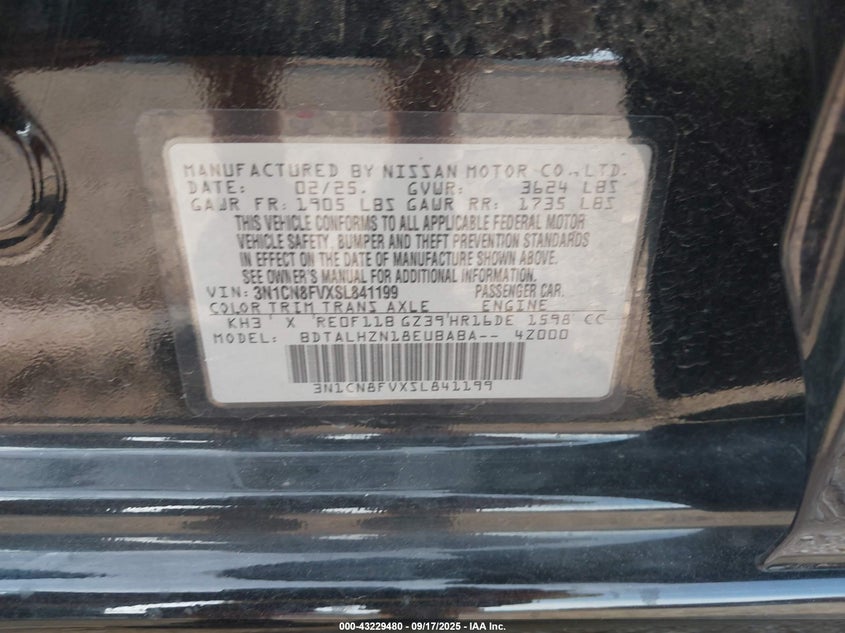 MANUFACTURED BY NISSAN MOTOR CO., LTD.
DATE: 02/25. GVWR: 3624 LBS
GAWR FR: 1905 LBS GAWR RR: 1735 LBS
THIS VEHICLE CONFORMS TO ALL APPLICABLE FEDERAL MOTOR
VEHICLE SAFETY, BUMPER AND THEFT PREVENTION STANDARDS
IN EFFECT ON THE DATE OF MANUFACTURE SHOWN ABOVE.
SEE OWNER'S MANUAL FOR ADDITIONAL INFORMATION.
VIN: 3N1CN8FVXSL841199 PASSENGER CAR.
COLOR TRIM TRANS AXLE ENGINE
KH3 X RE0F11B GZ39 HR16DE 1598 CC
MODEL: BDTALHZN18EUBABA-- 4Z000
3N1CN8FVXSL841199
000-43229480 - 09/17/2025 - IAA Inc.